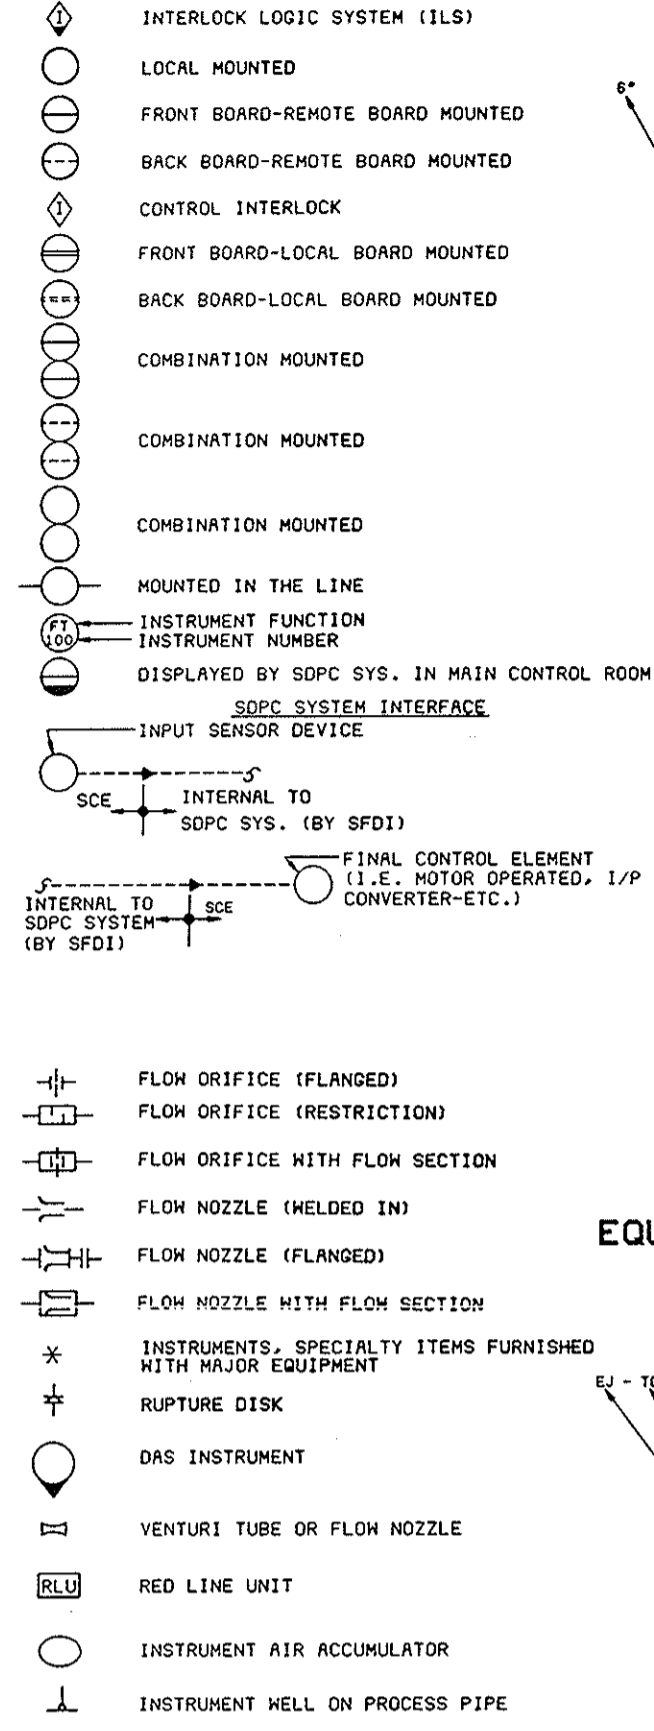 I
INTERLOCK LOGIC SYSTEM (ILS)
LOCAL MOUNTED
FRONT BOARD-REMOTE BOARD MOUNTED
BACK BOARD-REMOTE BOARD MOUNTED
I
CONTROL INTERLOCK
FRONT BOARD-LOCAL BOARD MOUNTED
BACK BOARD-LOCAL BOARD MOUNTED
COMBINATION MOUNTED
COMBINATION MOUNTED
COMBINATION MOUNTED
MOUNTED IN THE LINE
FT
100
INSTRUMENT FUNCTION
INSTRUMENT NUMBER
DISPLAYED BY SDPC SYS. IN MAIN CONTROL ROOM
SDPC SYSTEM INTERFACE
INPUT SENSOR DEVICE
SCE
INTERNAL TO
SDPC SYS. (BY SFDI)
FINAL CONTROL ELEMENT
(I.E. MOTOR OPERATED, I/P
CONVERTER-ETC.)
INTERNAL TO
SDPC SYSTEM
(BY SFDI)
SCE
FLOW ORIFICE (FLANGED)
FLOW ORIFICE (RESTRICTION)
FLOW ORIFICE WITH FLOW SECTION
FLOW NOZZLE (WELDED IN)
FLOW NOZZLE (FLANGED)
FLOW NOZZLE WITH FLOW SECTION
INSTRUMENTS, SPECIALTY ITEMS FURNISHED
WITH MAJOR EQUIPMENT
RUPTURE DISK
DAS INSTRUMENT
VENTURI TUBE OR FLOW NOZZLE
RLU
RED LINE UNIT
INSTRUMENT AIR ACCUMULATOR
INSTRUMENT WELL ON PROCESS PIPE
6"
EJ -